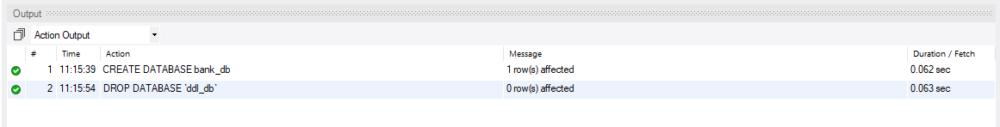 Output
Action Output
# Time Action Message Duration / Fetch
1 11:15:39 CREATE DATABASE bank_db 1 row(s) affected 0.062 sec
2 11:15:54 DROP DATABASE `ddl_db` 0 row(s) affected 0.063 sec